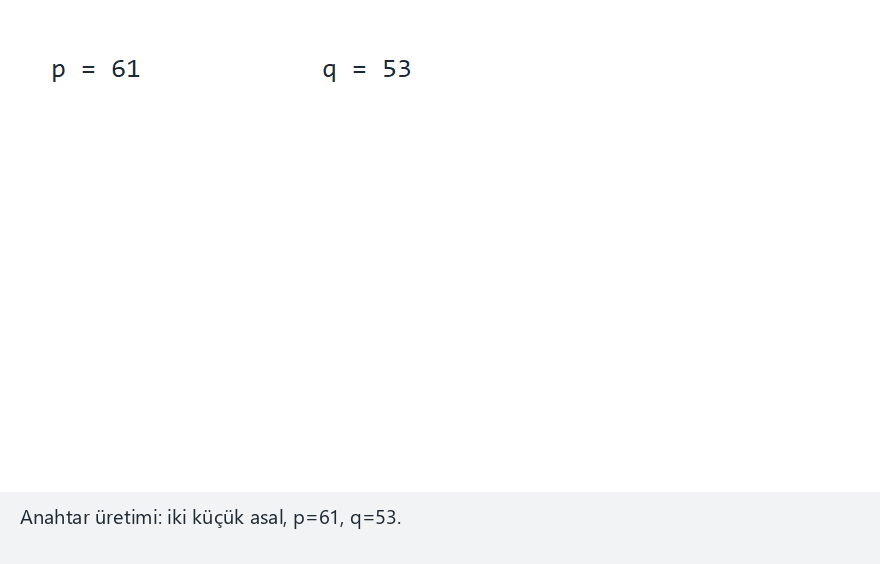 p = 61 q = 53
Anahtar üretimi: iki küçük asal, p=61, q=53.